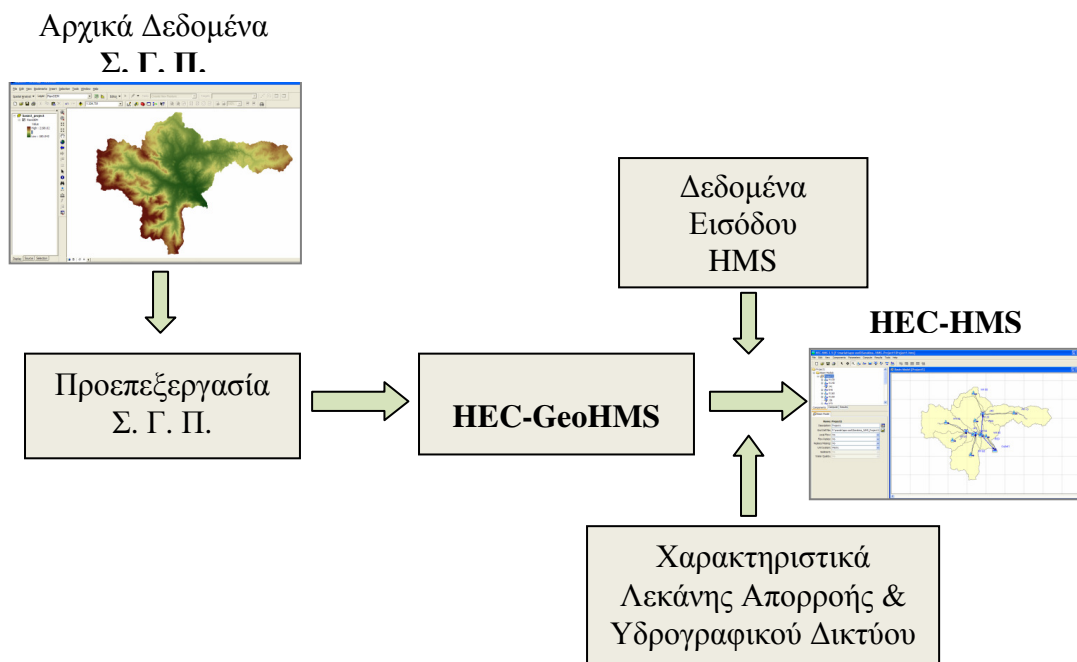 Αρχικά Δεδομένα
Σ. Γ. Π.
Δεδομένα
Εισόδου
HMS
HEC-HMS
Προεπεξεργασία
Σ. Γ. Π.
HEC-GeoHMS
Χαρακτηριστικά
Λεκάνης Απορροής &
Υδρογραφικού Δικτύου